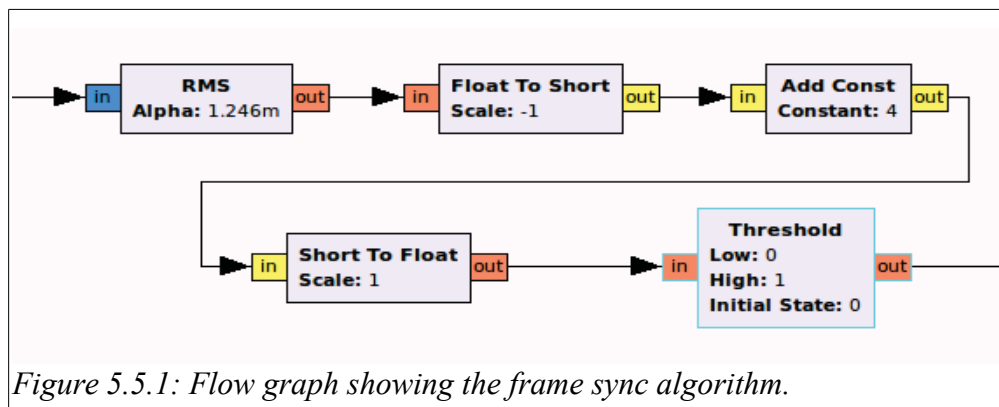 RMS
in
Alpha: 1.246m
out
Float To Short
in
Scale: -1
out
Add Const
in
Constant: 4
out
Short To Float
in
Scale: 1
out
Threshold
Low: 0
in
High: 1
out
Initial State: 0
Figure 5.5.1: Flow graph showing the frame sync algorithm.